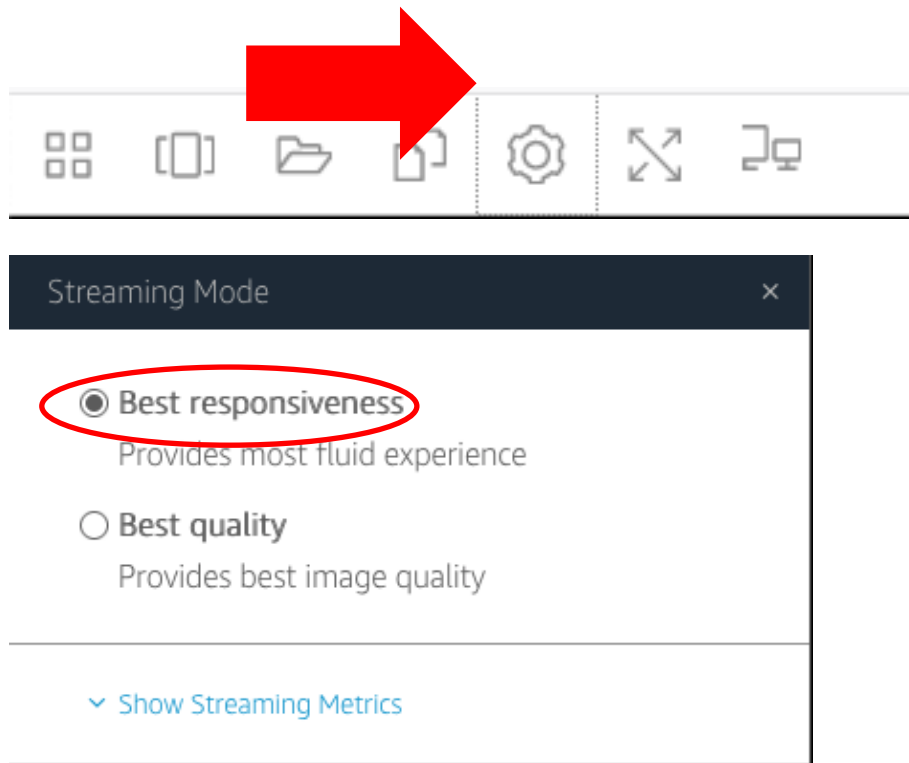 Streaming Mode
Best responsiveness
Provides most fluid experience
Best quality
Provides best image quality
Show Streaming Metrics